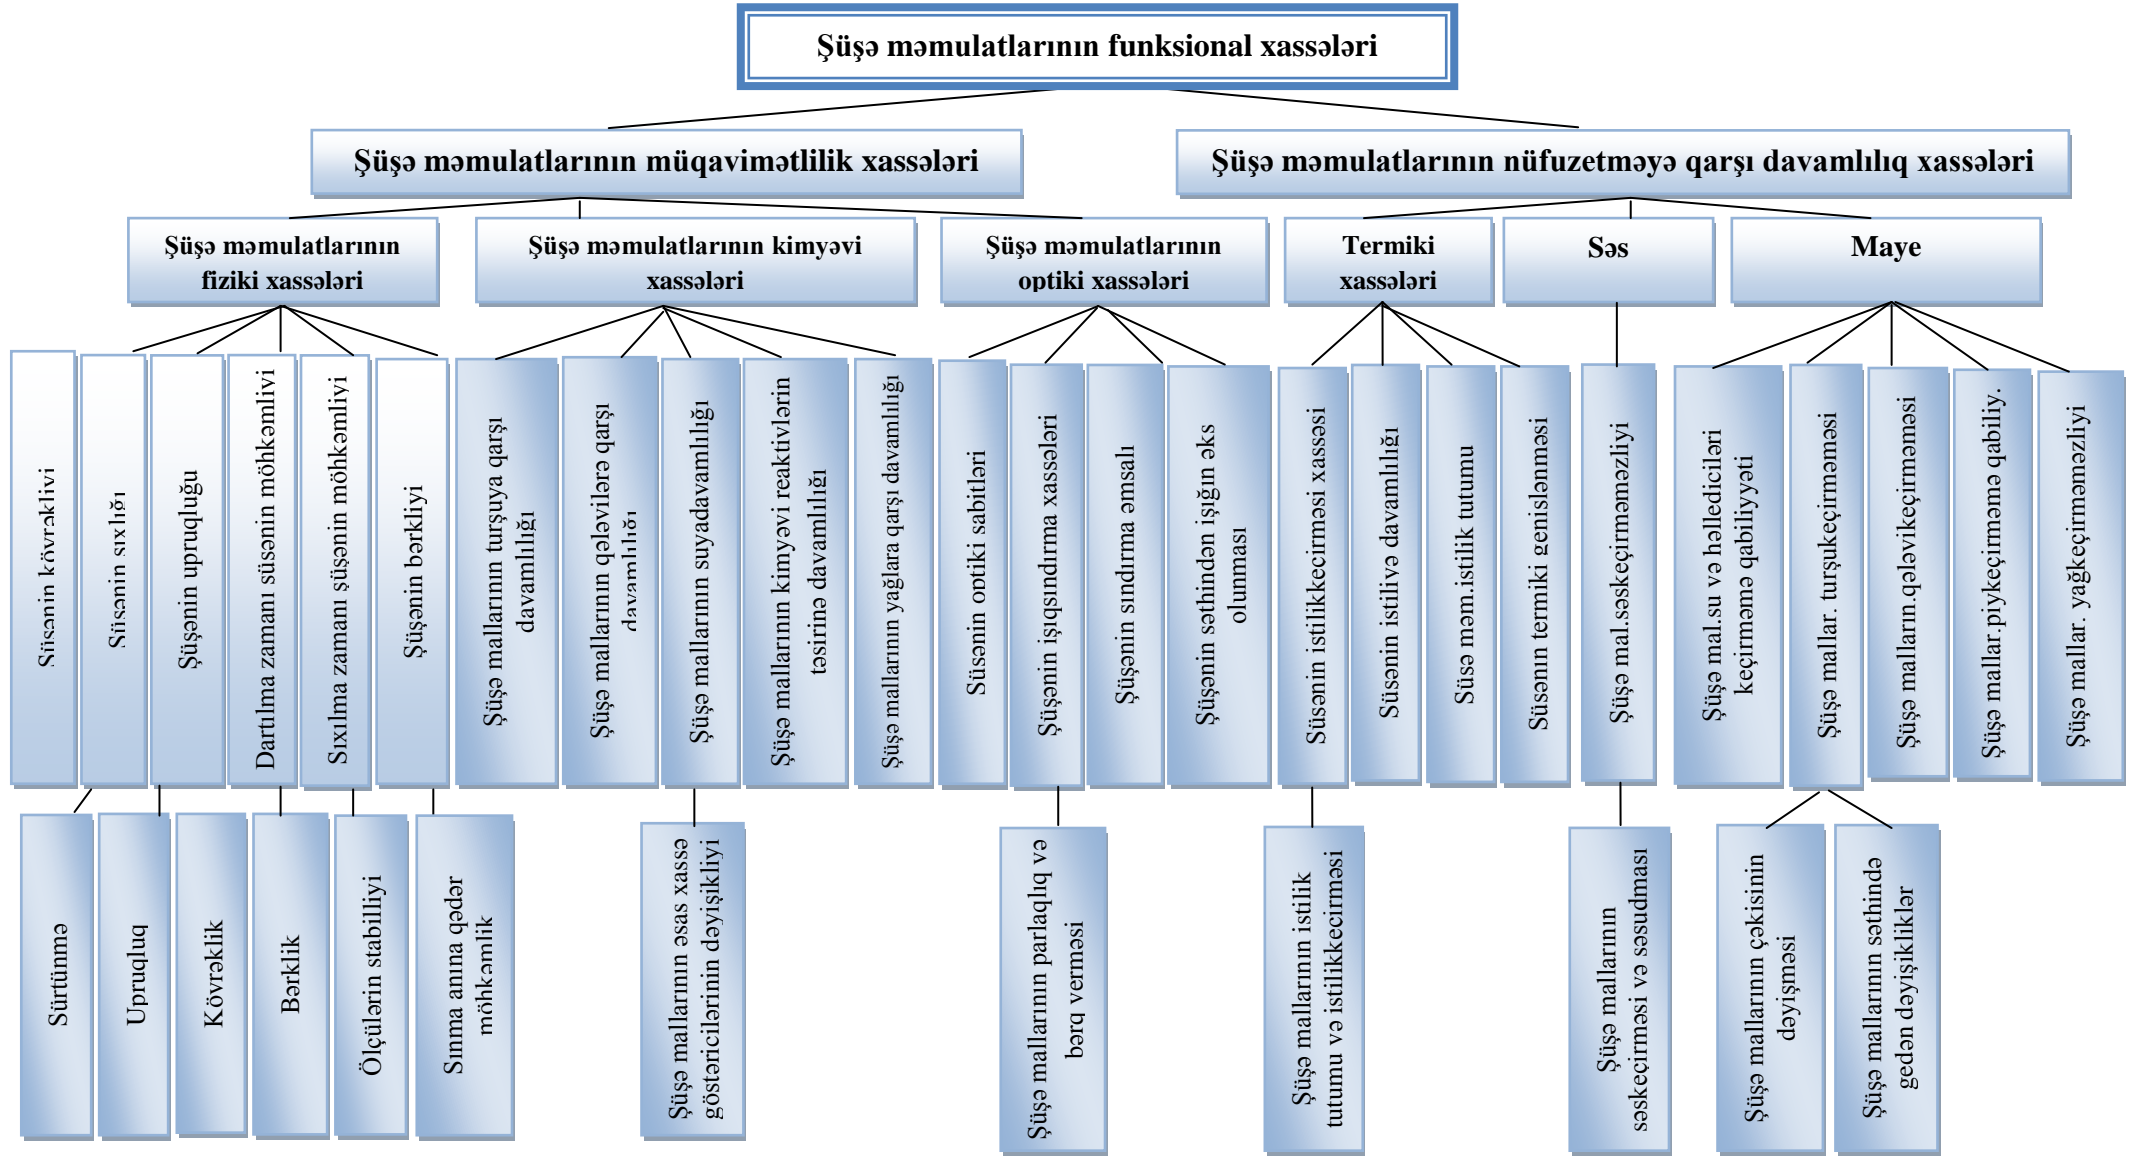 Şüşə məmulatlarının funksional xassələri
Şüşə məmulatlarının müqavimətlilik xassələri
Şüşə məmulatlarının nüfuzetməyə qarşı davamlılıq xassələri
Şüşə məmulatlarının
fiziki xassələri
Şüşə məmulatlarının kimyəvi
xassələri
Şüşə məmulatlarının
optiki xassələri
Termiki
xassələri
Səs
Maye
Şüşənin kövrəkliyi
Şüşənin sıxlığı
Şüşənin upruqluğu
Dartılma zamanı şüşənin möhkəmliyi
Sıxılma zamanı şüşənin möhkəmliyi
Şüşənin bərkliyi
Şüşə mallarının turşuya qarşı
davamlılığı
Şüşə mallarının qələvilərə qarşı
davamlılığı
Şüşə mallarının suyadavamlılığı
Şüşə mallarının kimyəvi reaktivlərin
təsirinə davamlılığı
Şüşə mallarının yağlara qarşı davamlılığı
Şüşənin optiki sabitləri
Şüşənin işıqsındırma xassələri
Şüşənin sındırma əmsalı
Şüşənin səthindən işığın əks
olunması
Şüşənin istilikkeçirməsi xassəsi
Şüşənin istiliyə davamlılığı
Şüşə məm.istilik tutumu
Şüşənın tərmiki genişlənməsi
Şüşə mal.səskeçirməməzliyi
Şüşə mal.su və həllediciləri
keçirməmə qabiliyyəti
Şüşə mallar. turşukeçirməməsi
Şüşə malların.qələvikeçirməməsi
Şüşə mallar.piykeçirməmə qabiliy.
Şüşə mallar. yağkeçirməməzliyi
Sürtünmə
Upruqluq
Kövrəklik
Bərklik
Ölçülərin stabilliyi
Sınma anına qədər
möhkəmlik
Şüşə mallarının əsas xassə
göstəricilərinin dəyişikliyi
Şüşə mallarının parlaqlıq və
bərq verməsi
Şüşə mallarının istilik
tutumu və istilikkeçirməsi
Şüşə mallarının
səskeçirməsi və səsudması
Şüşə mallarının çəkisinin
dəyişməsi
Şüşə mallarının səthində
gedən dəyişikliklər